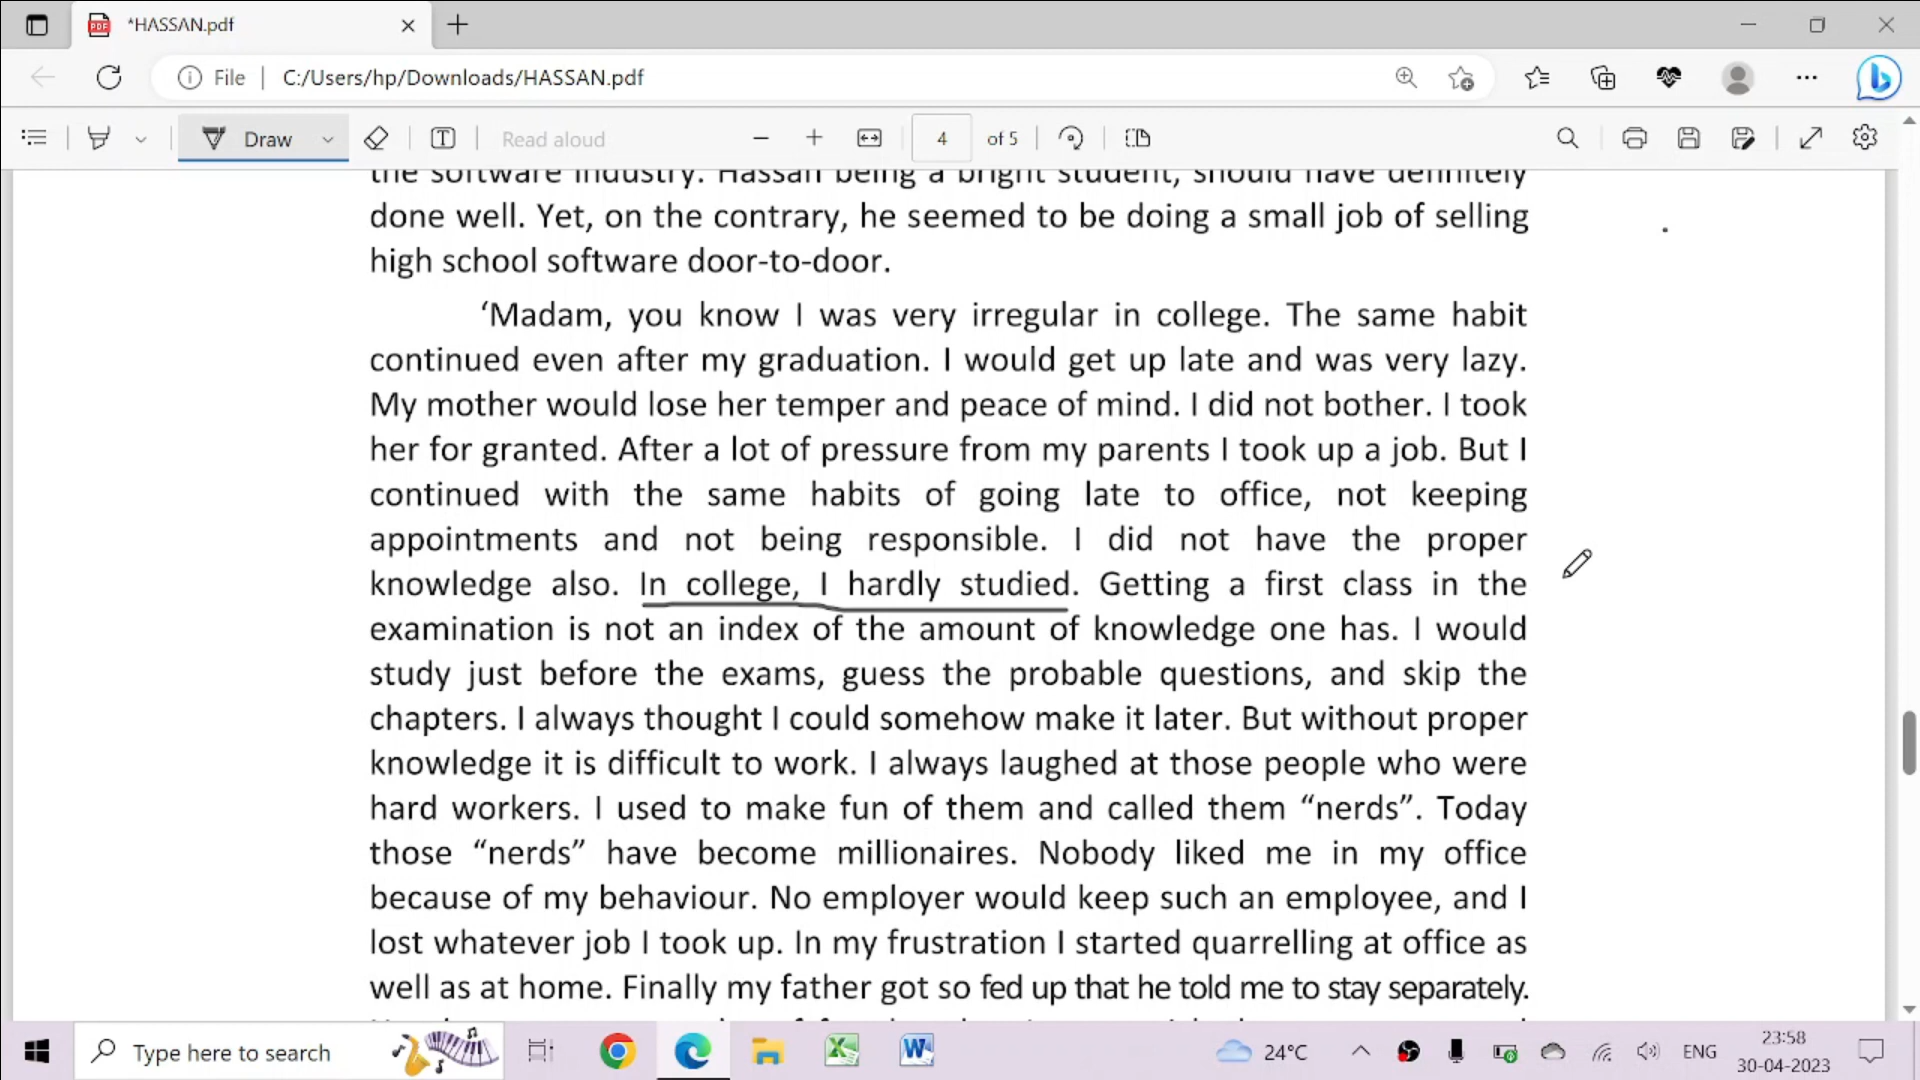 *HASSAN.pdf
File
C:/Users/hp/Downloads/HASSAN.pdf
Draw
Read aloud
4 of 5
the software industry. Hassan being a bright student, should have definitely
done well. Yet, on the contrary, he seemed to be doing a small job of selling
high school software door-to-door.
‘Madam, you know I was very irregular in college. The same habit
continued even after my graduation. I would get up late and was very lazy.
My mother would lose her temper and peace of mind. I did not bother. I took
her for granted. After a lot of pressure from my parents I took up a job. But I
continued with the same habits of going late to office, not keeping
appointments and not being responsible. I did not have the proper
knowledge also. In college, I hardly studied. Getting a first class in the
examination is not an index of the amount of knowledge one has. I would
study just before the exams, guess the probable questions, and skip the
chapters. I always thought I could somehow make it later. But without proper
knowledge it is difficult to work. I always laughed at those people who were
hard workers. I used to make fun of them and called them “nerds”. Today
those “nerds” have become millionaires. Nobody liked me in my office
because of my behaviour. No employer would keep such an employee, and I
lost whatever job I took up. In my frustration I started quarrelling at office as
well as at home. Finally my father got so fed up that he told me to stay separately.
Type here to search
24°C
ENG
23:58
30-04-2023